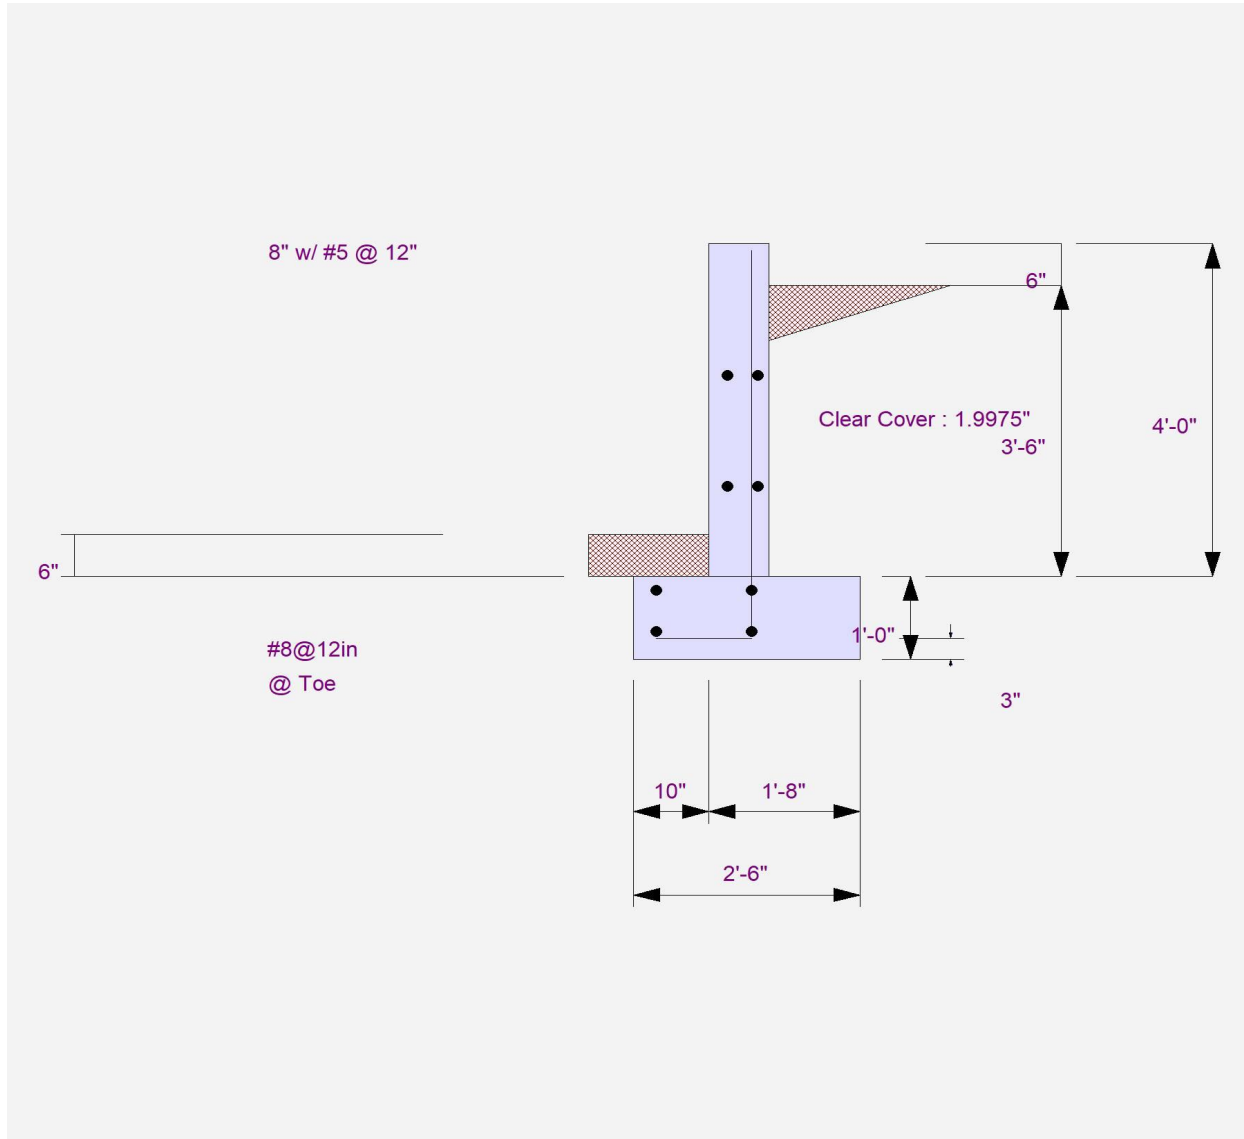 8" w/ #5 @ 12"
6"
Clear Cover : 1.9975"
3'-6"
4'-0"
6"
1'-0"
#8@12in
@ Toe
3"
10"
1'-8"
2'-6"